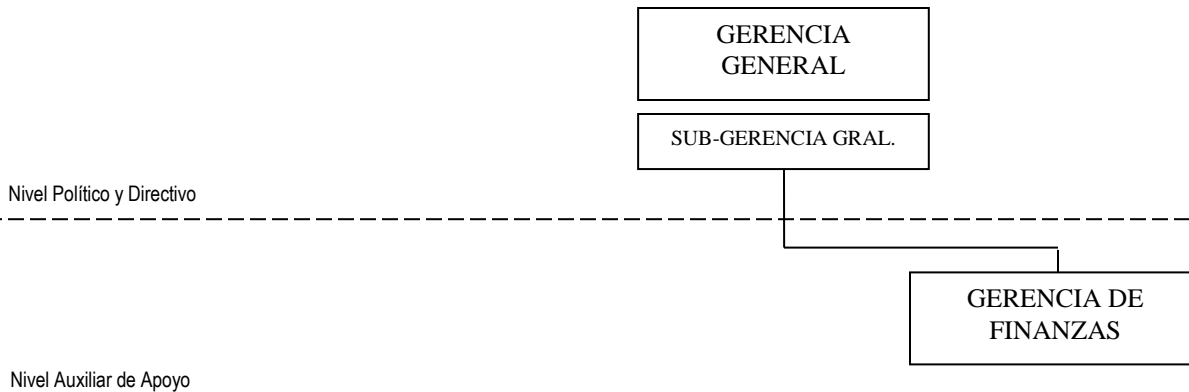 GERENCIA
GENERAL
SUB-GERENCIA GRAL.
Nivel Político y Directivo
GERENCIA DE
FINANZAS
Nivel Auxiliar de Apoyo